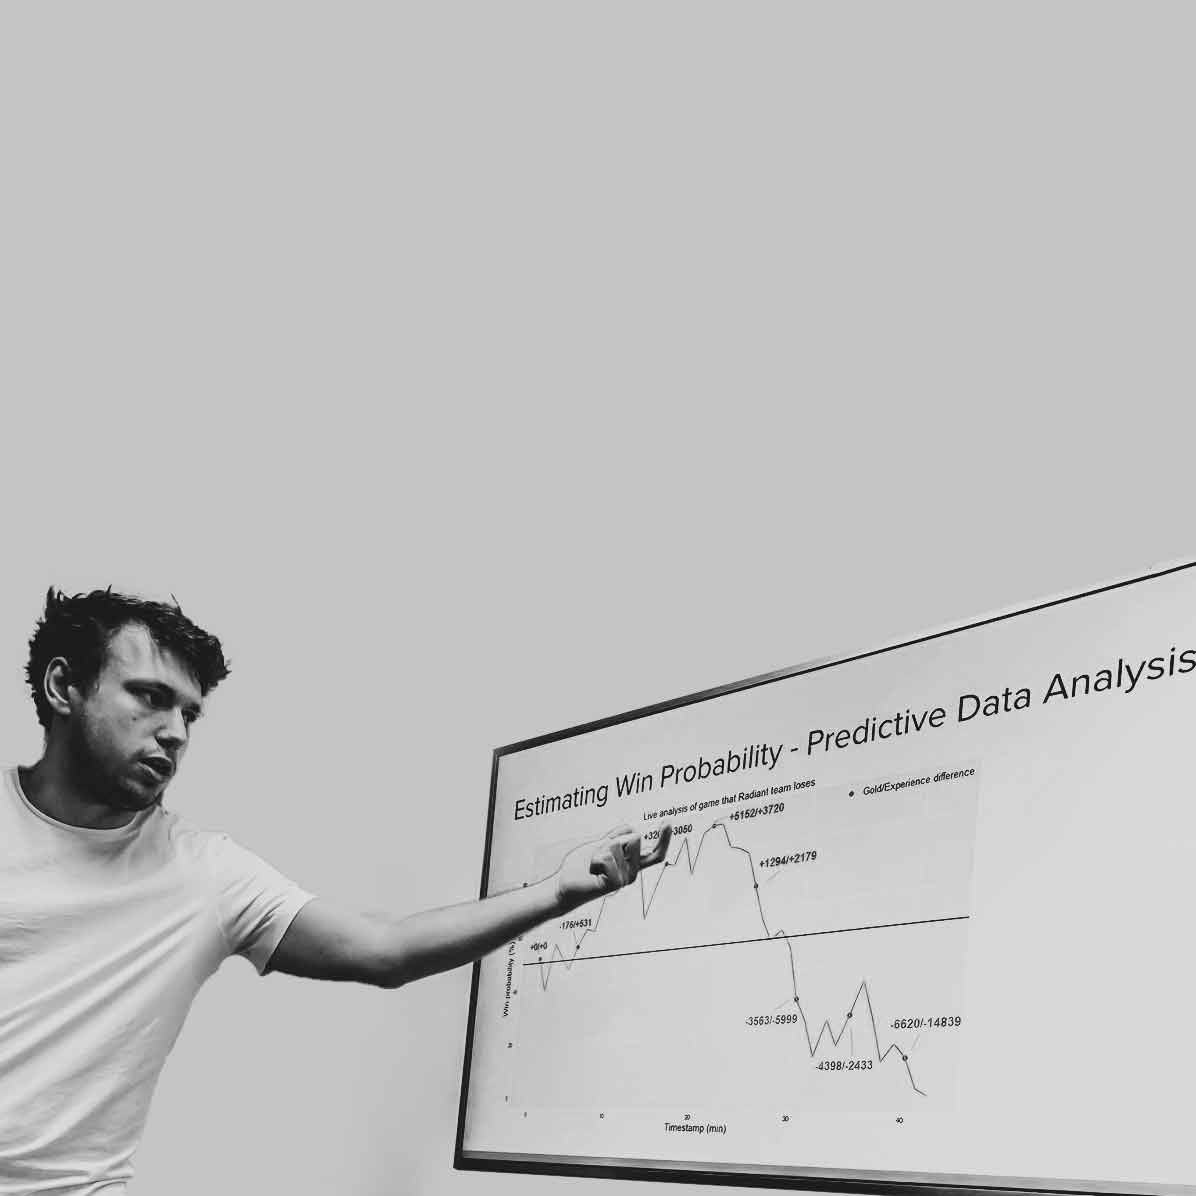 Estimating Win Probability - Predictive Data Analysis
Live analysis of game that Radiant team loses
Gold/Experience difference
+5152/+3720
+3050
+1294/+2179
-176/+531
+0/+0
Win probability (%)
-3563/-5999
-6620/-14839
-4398/-2433
0 10 20 30 40
Timestamp (min)